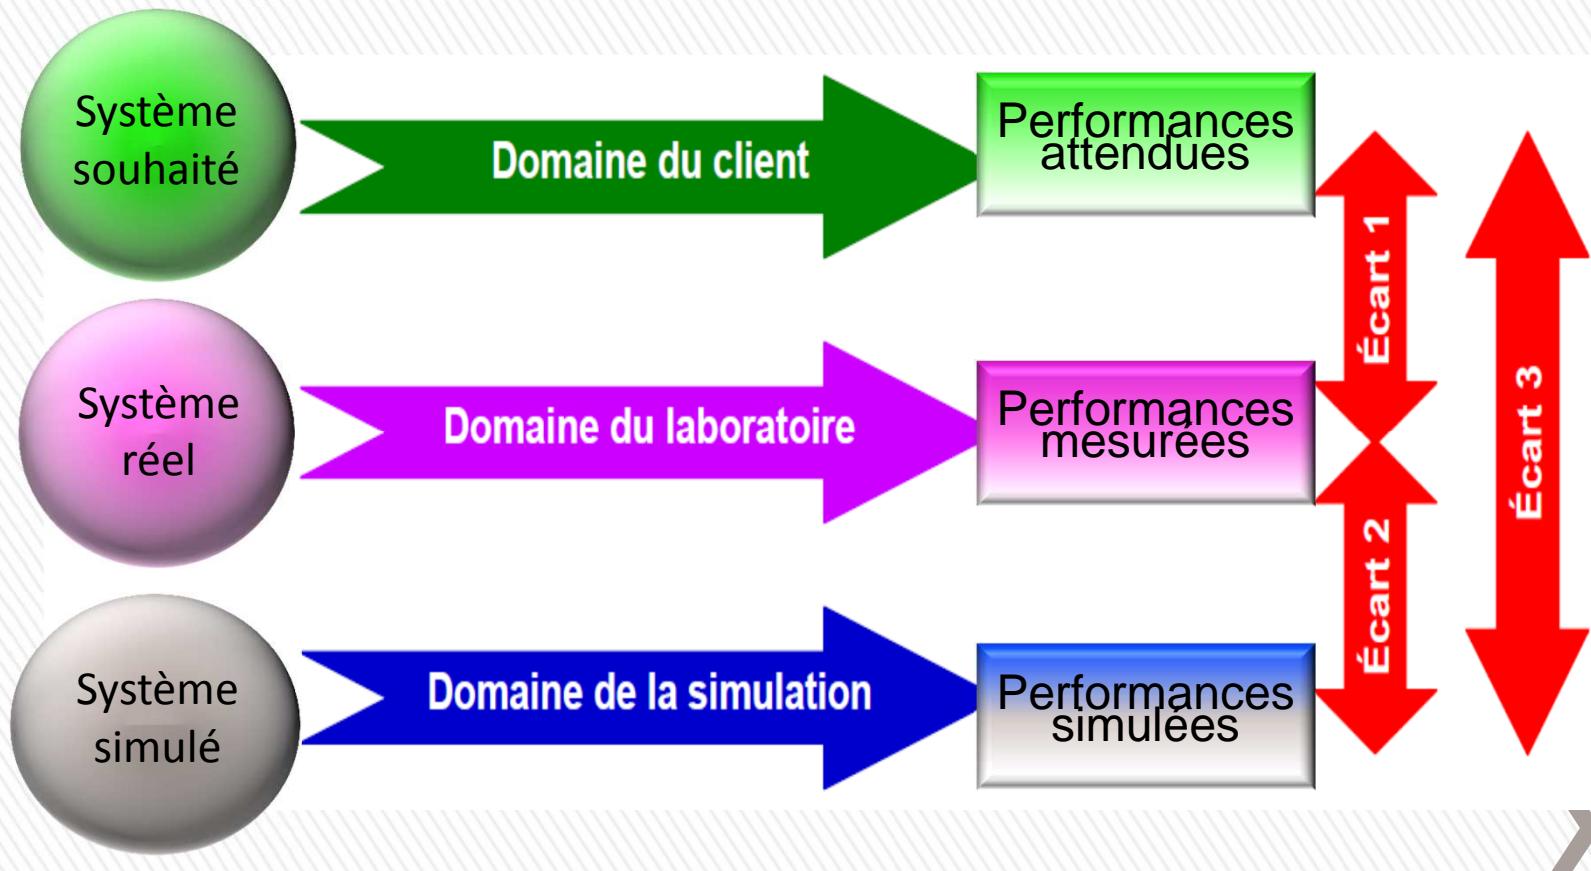 Système
souhaité
Domaine du client
Performances
attendues
Écart 1
Système
réel
Domaine du laboratoire
Performances
mesurées
Écart 2
Écart 3
Système
simulé
Domaine de la simulation
Performances
simulées